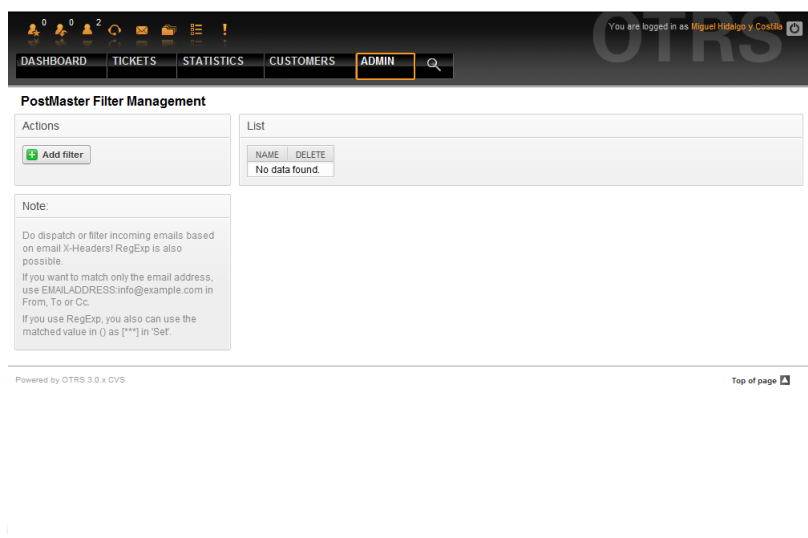 OTRS
0 0 2
You are logged in as Miguel Hidalgo y Costilla
DASHBOARD TICKETS STATISTICS CUSTOMERS ADMIN
PostMaster Filter Management
Actions
Add filter
List
NAME DELETE
No data found.
Note:
Do dispatch or filter incoming emails based
on email X-Headers! RegExp is also
possible.
If you want to match only the email address,
use EMAILADDRESS:info@example.com in
From, To or Cc.
If you use RegExp, you also can use the
matched value in () as [***] in 'Set'.
Powered by OTRS 3.0.x CVS
Top of page